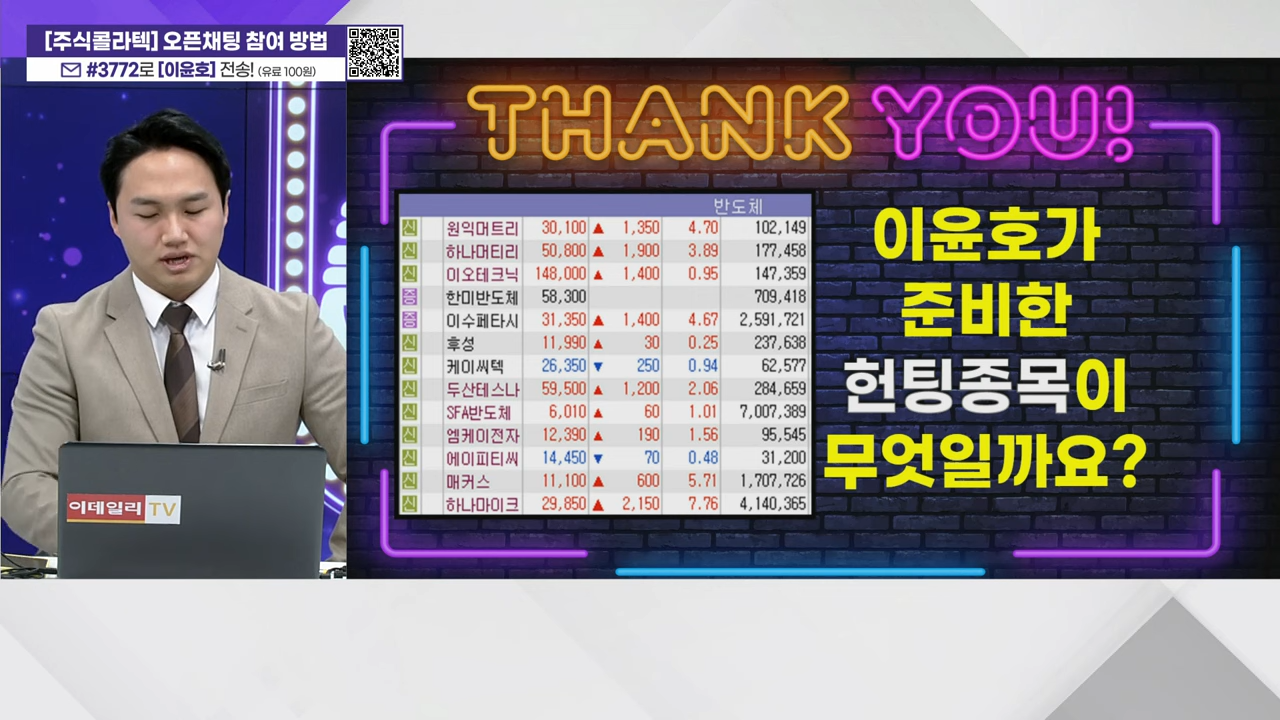 [주식콜라텍] 오픈채팅 참여 방법
#3772로 [이윤호] 전송! (유료 100원)
THANK YOU!
반도체
신 원익머트리 30,100 ▲ 1,350 4.70 102,149
신 하나머티리 50,800 ▲ 1,900 3.89 177,458
신 이오테크닉 148,000 ▲ 1,400 0.95 147,359
증 한미반도체 58,300 709,418
증 이수페타시 31,350 ▲ 1,400 4.67 2,591,721
신 후성 11,990 ▲ 30 0.25 237,638
신 케이씨텍 26,350 ▼ 250 0.94 62,577
신 두산테스나 59,500 ▲ 1,200 2.06 284,659
신 SFA반도체 6,010 ▲ 60 1.01 7,007,389
신 엠케이전자 12,390 ▲ 190 1.56 95,545
신 에이피티씨 14,450 ▼ 70 0.48 31,200
신 매커스 11,100 ▲ 600 5.71 1,707,726
신 하나마이크 29,850 ▲ 2,150 7.76 4,140,365
이윤호가
준비한
헌팅종목이
무엇일까요?
이데일리TV